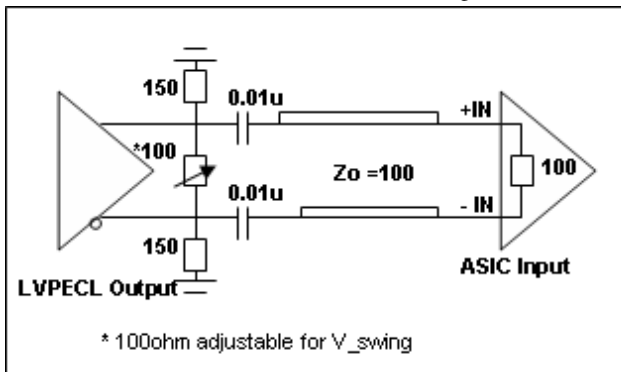 150
0.01u
+IN
*100
Zo =100
100
0.01u
- IN
150
ASIC Input
LVPECL Output
* 100ohm adjustable for V_swing